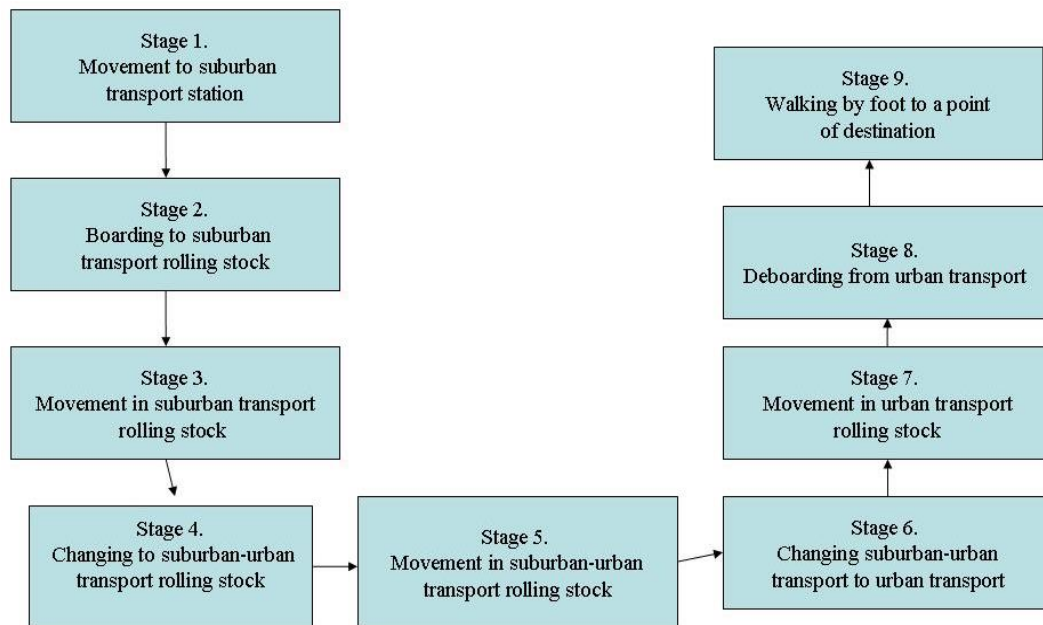 Stage 1.
Movement to suburban
transport station
Stage 2.
Boarding to suburban
transport rolling stock
Stage 3.
Movement in suburban transport
rolling stock
Stage 4.
Changing to suburban-urban
transport rolling stock
Stage 5.
Movement in suburban-urban
transport rolling stock
Stage 6.
Changing suburban-urban
transport to urban transport
Stage 7.
Movement in urban transport
rolling stock
Stage 8.
Deboarding from urban transport
Stage 9.
Walking by foot to a point
of destination